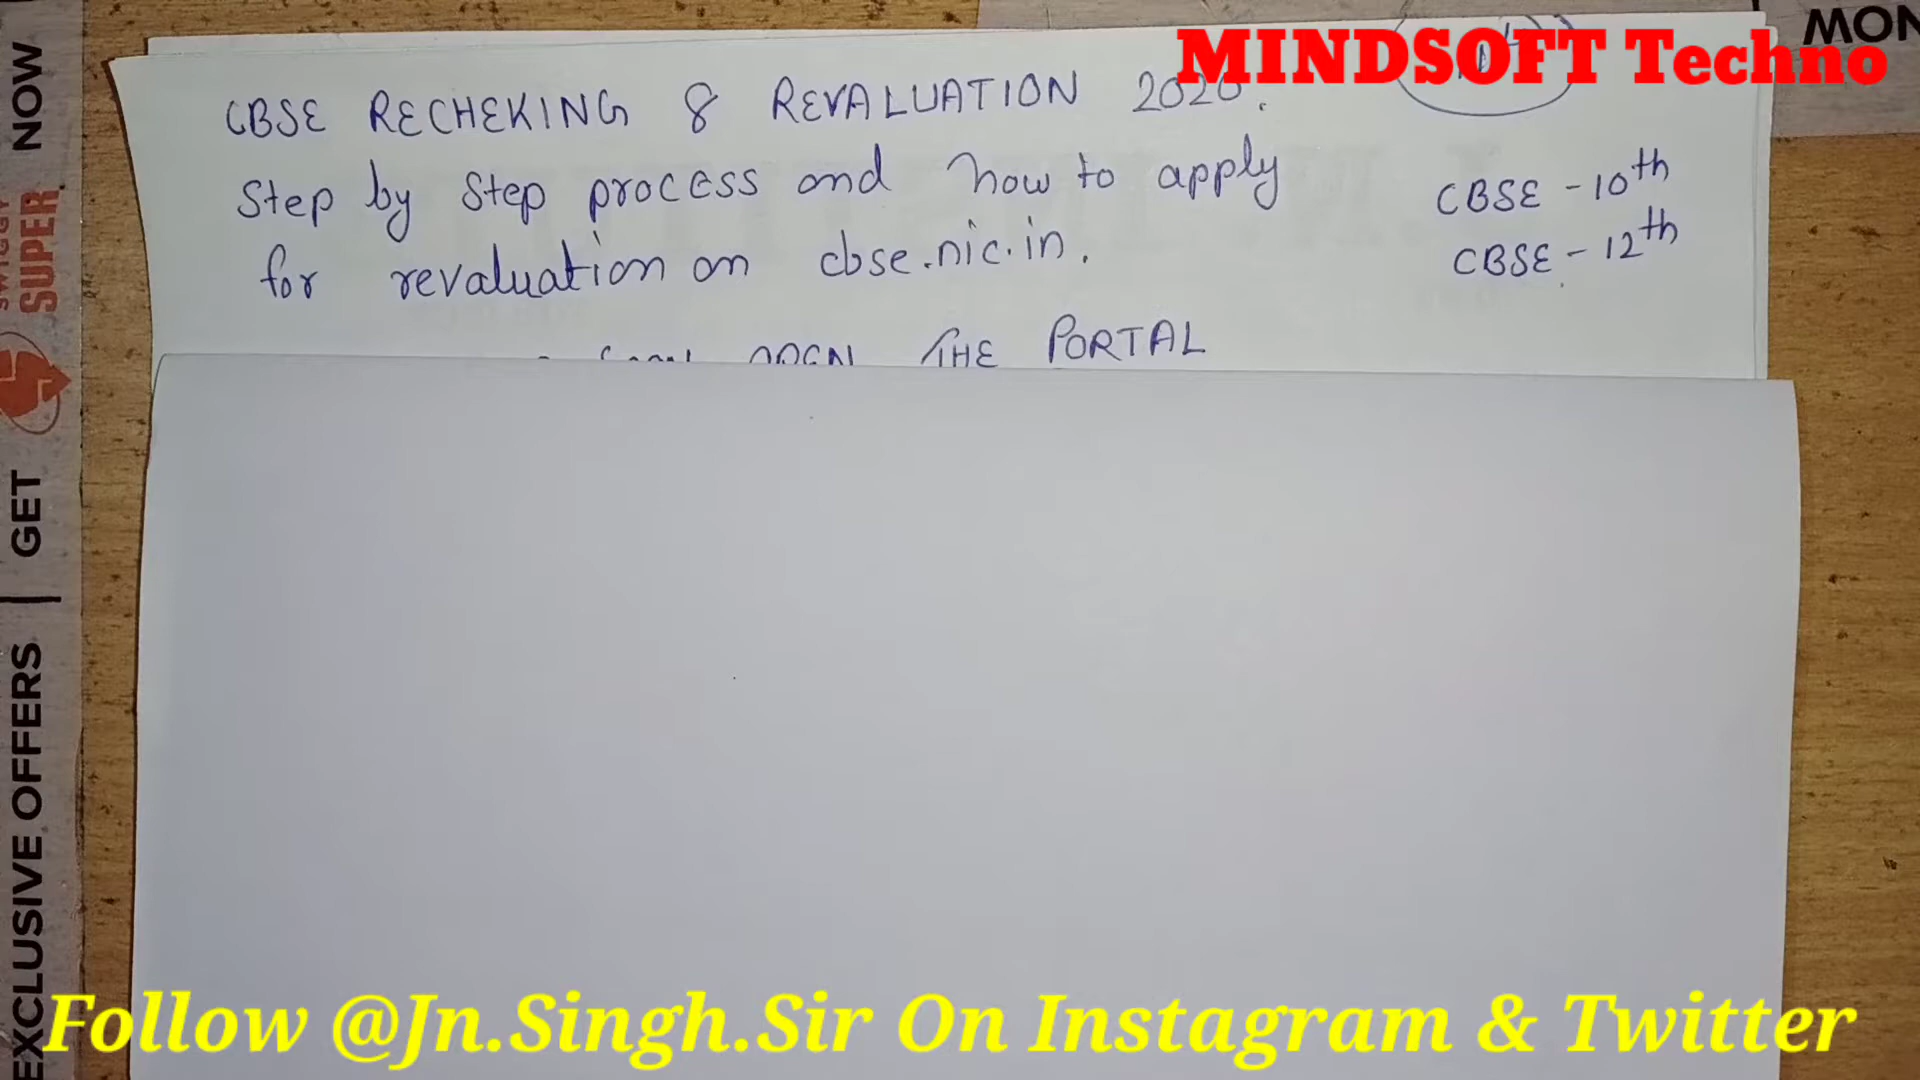 MINDSOFT Techno
MON
CBSE RECHEKING & REVALUATION 2020.
Step by Step process and how to apply
for revaluation on cbse.nic.in.
CBSE - 10th
CBSE - 12th
OPEN THE PORTAL
EXCLUSIVE OFFERS | GET
SWIGGY
SUPER
NOW
Follow @Jn.Singh.Sir On Instagram & Twitter